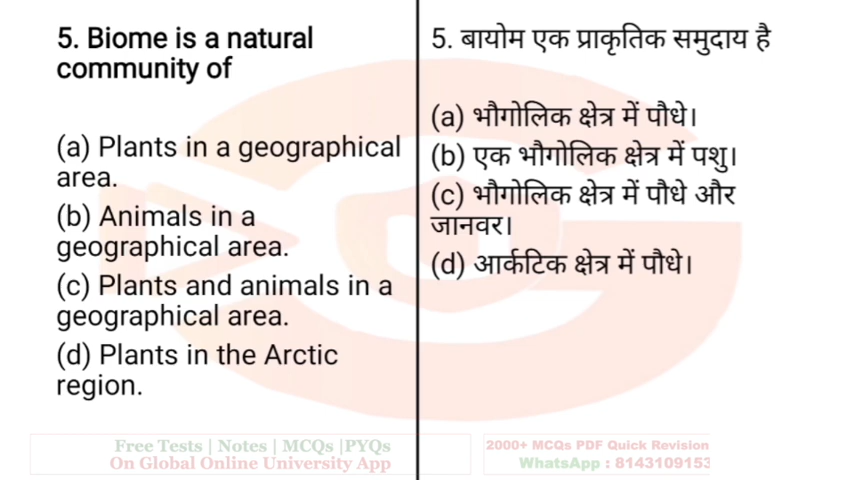 5. Biome is a natural
community of
(a) Plants in a geographical
area.
(b) Animals in a
geographical area.
(c) Plants and animals in a
geographical area.
(d) Plants in the Arctic
region.
5. बायोम एक प्राकृतिक समुदाय है
(a) भौगोलिक क्षेत्र में पौधे।
(b) एक भौगोलिक क्षेत्र में पशु।
(c) भौगोलिक क्षेत्र में पौधे और
जानवर।
(d) आर्कटिक क्षेत्र में पौधे।
Free Tests | Notes | MCQs |PYQs
On Global Online University App
2000+ MCQs PDF Quick Revision
WhatsApp : 8143109153